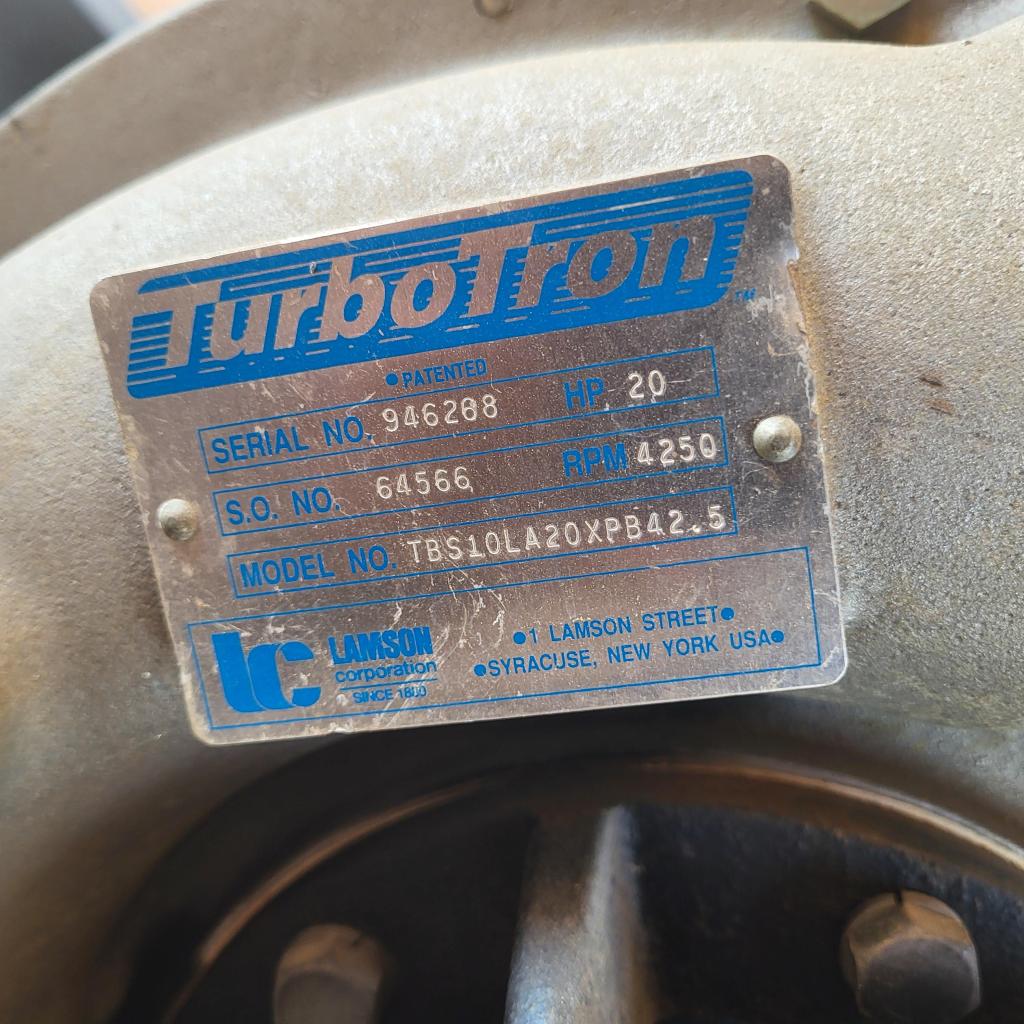 TurboTron TM
●PATENTED
SERIAL NO. 946288 HP 20
S.O. NO. 64566 RPM 4250
MODEL NO. TBS10LA20XPB42.5
LC LAMSON
corporation
SINCE 1880
●1 LAMSON STREET●
●SYRACUSE, NEW YORK USA●